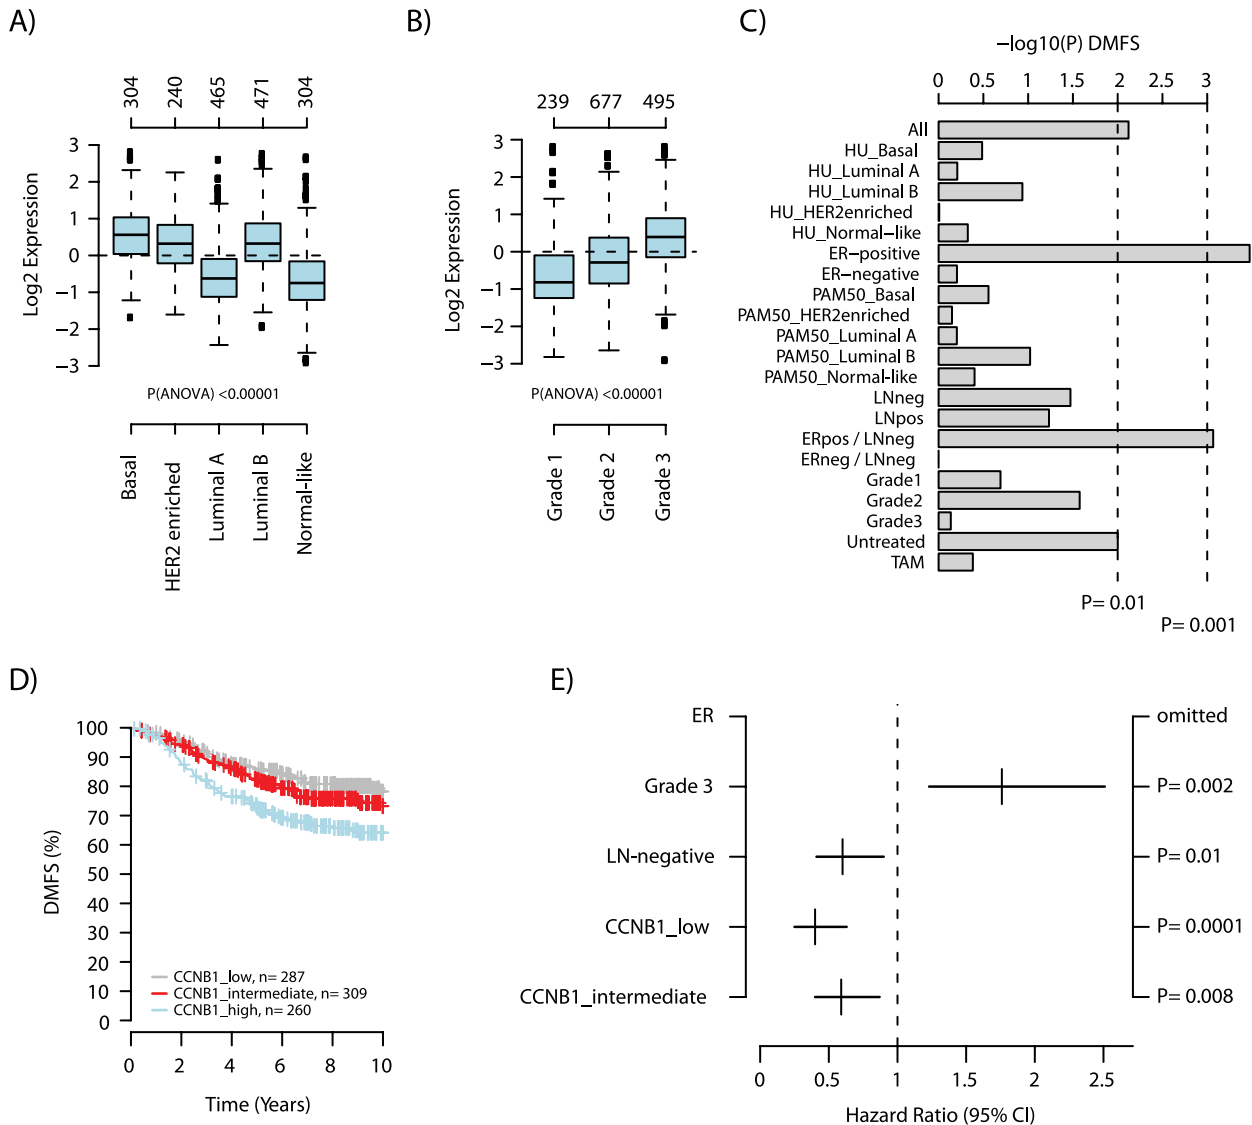 A)
304 240 465 471 304
Log2 Expression
3
2
1
0
−1
−2
−3
P(ANOVA) <0.00001
Basal
HER2 enriched
Luminal A
Luminal B
Normal-like
B)
239 677 495
Log2 Expression
3
2
1
0
−1
−2
−3
P(ANOVA) <0.00001
Grade 1
Grade 2
Grade 3
C)
−log10(P) DMFS
0 0.5 1 1.5 2 2.5 3
All
HU_Basal
HU_Luminal A
HU_Luminal B
HU_HER2enriched
HU_Normal−like
ER−positive
ER−negative
PAM50_Basal
PAM50_HER2enriched
PAM50_Luminal A
PAM50_Luminal B
PAM50_Normal-like
LNneg
LNpos
ERpos / LNneg
ERneg / LNneg
Grade1
Grade2
Grade3
Untreated
TAM
P= 0.01
P= 0.001
D)
DMFS (%)
100
90
80
70
60
50
40
30
20
10
0
CCNB1_low, n= 287
CCNB1_intermediate, n= 309
CCNB1_high, n= 260
0 2 4 6 8 10
Time (Years)
E)
ER omitted
Grade 3 P= 0.002
LN-negative P= 0.01
CCNB1_low P= 0.0001
CCNB1_intermediate P= 0.008
0 0.5 1 1.5 2 2.5
Hazard Ratio (95% CI)